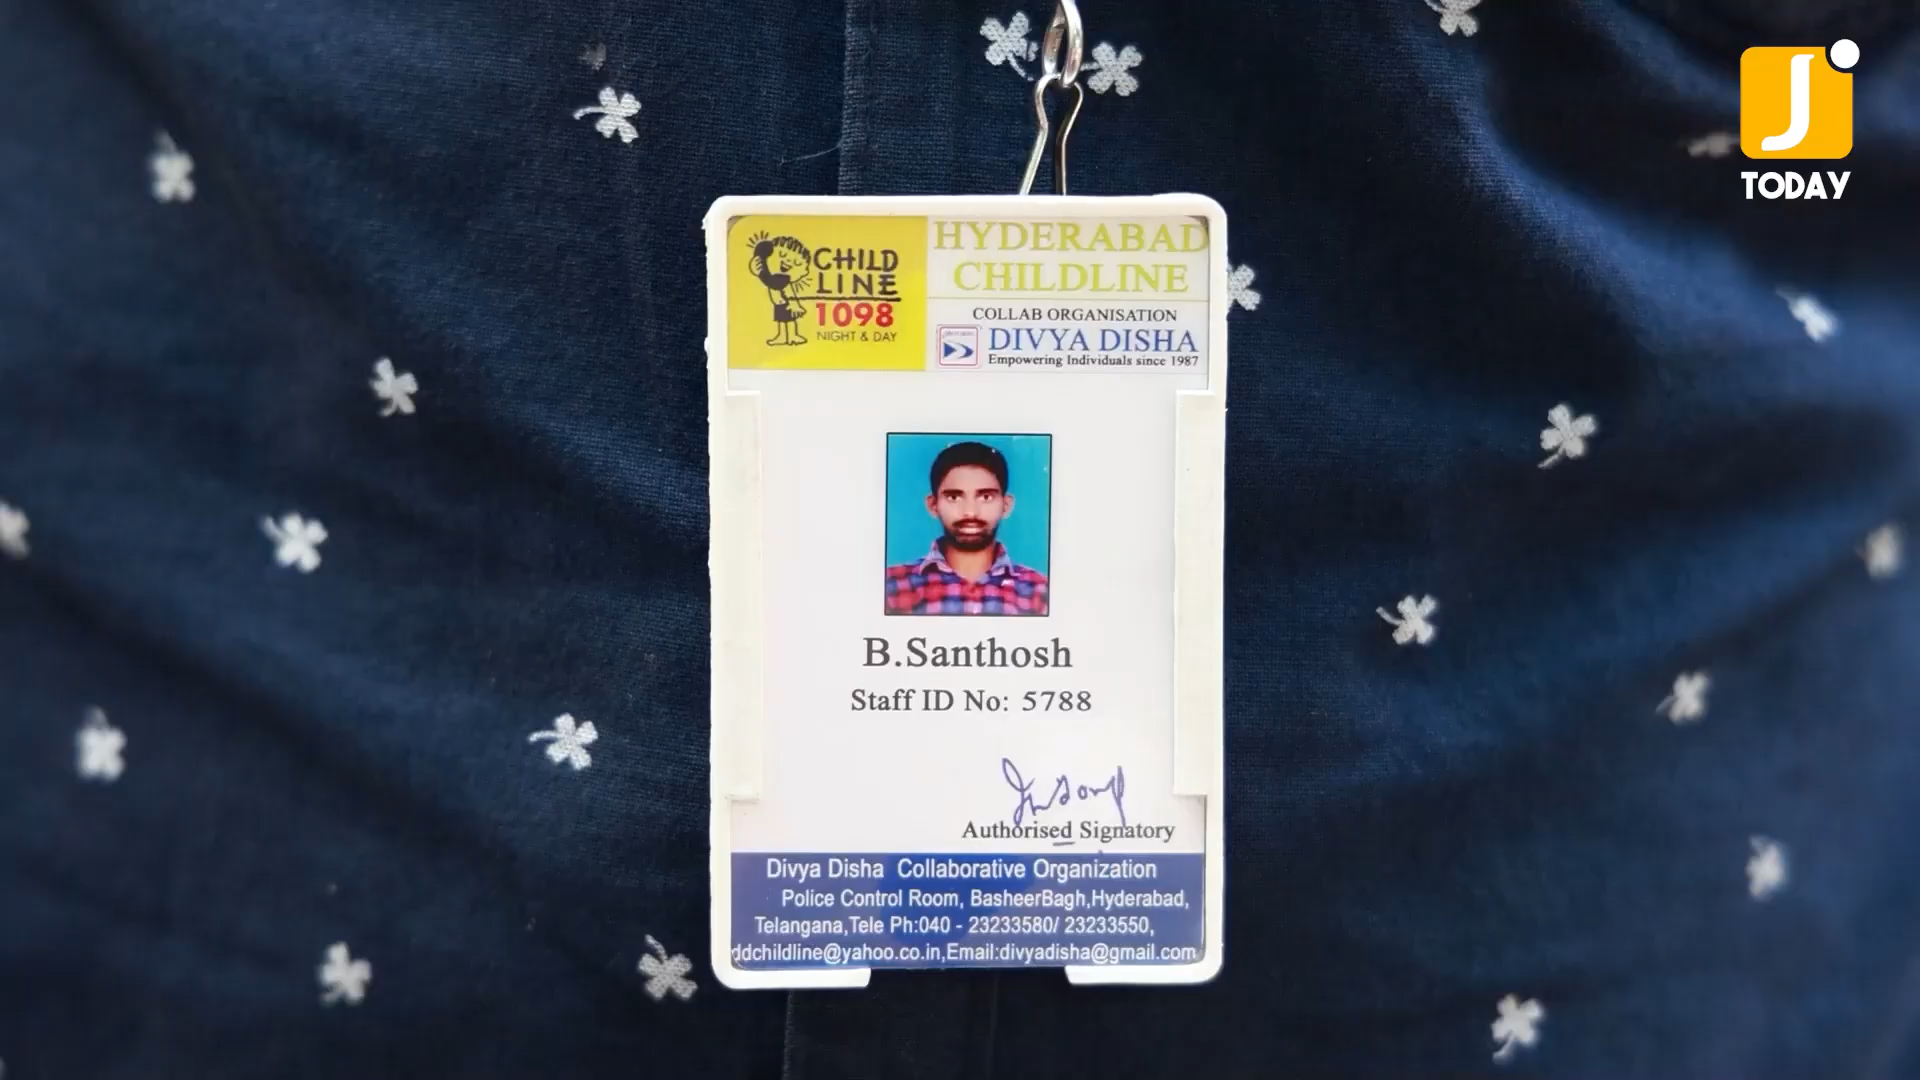 J
TODAY
CHILD
LINE
1098
NIGHT & DAY
HYDERABAD
CHILDLINE
COLLAB ORGANISATION
DIVYA DISHA
Empowering Individuals since 1987
B.Santhosh
Staff ID No: 5788
Authorised Signatory
Divya Disha Collaborative Organization
Police Control Room, BasheerBagh,Hyderabad,
Telangana,Tele Ph:040 - 23233580/ 23233550,
ddchildline@yahoo.co.in,Email:divyadisha@gmail.com